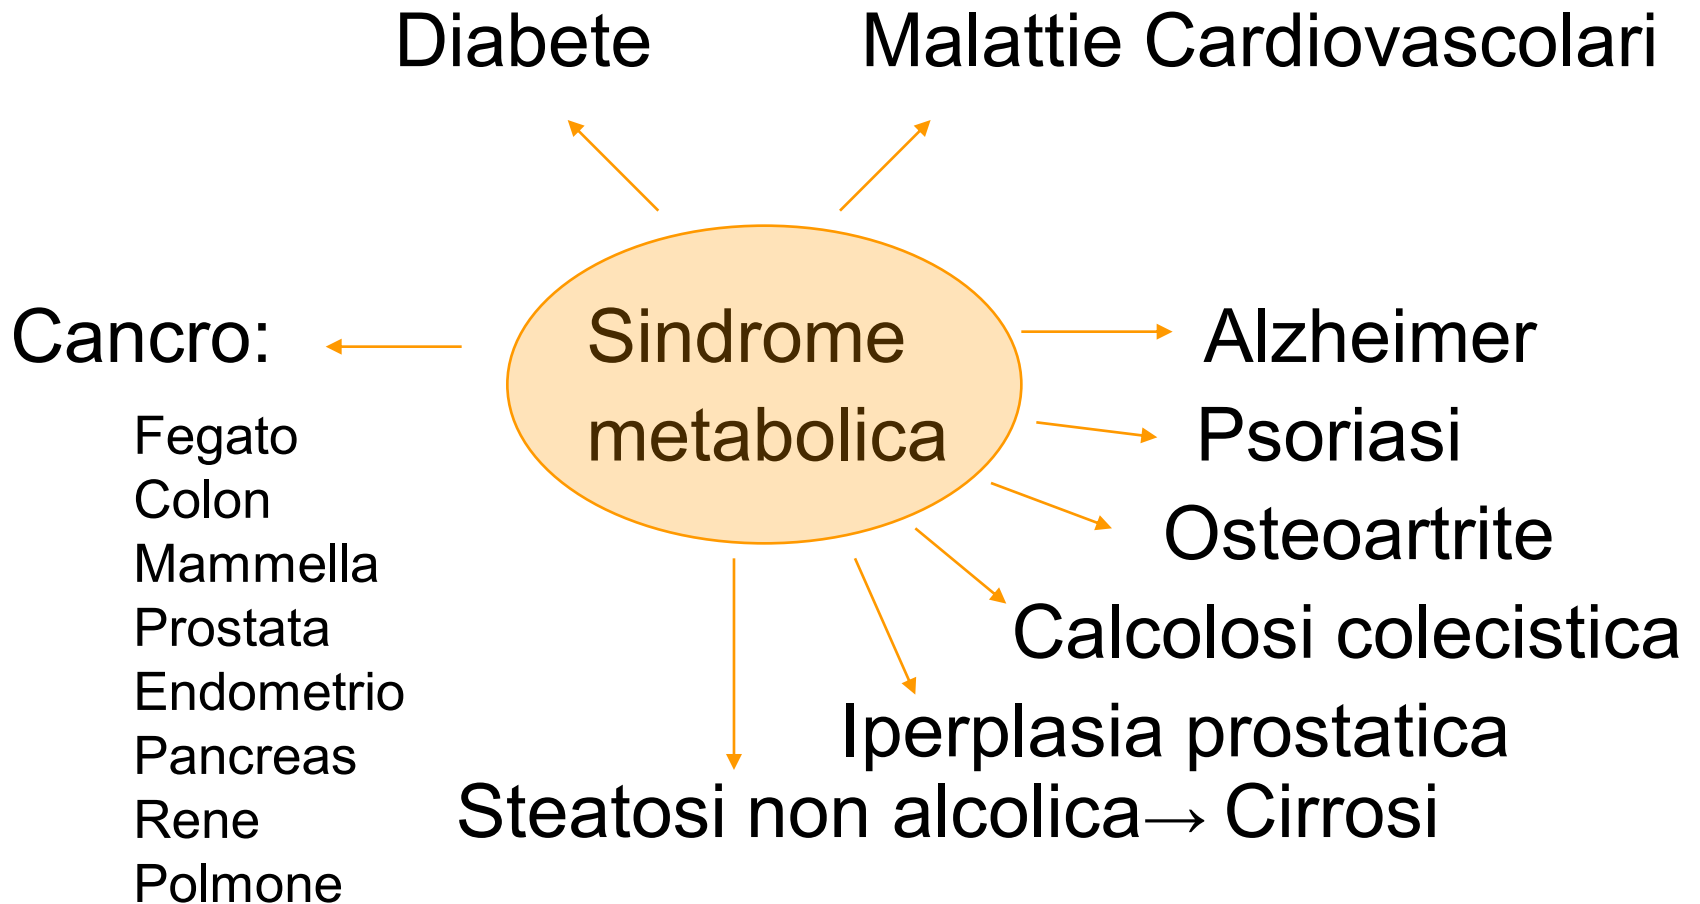 Diabete
Malattie Cardiovascolari
Cancro:
Fegato
Colon
Mammella
Prostata
Endometrio
Pancreas
Rene
Polmone
Sindrome
metabolica
Alzheimer
Psoriasi
Osteoartrite
Calcolosi colecistica
Iperplasia prostatica
Steatosi non alcolica→ Cirrosi